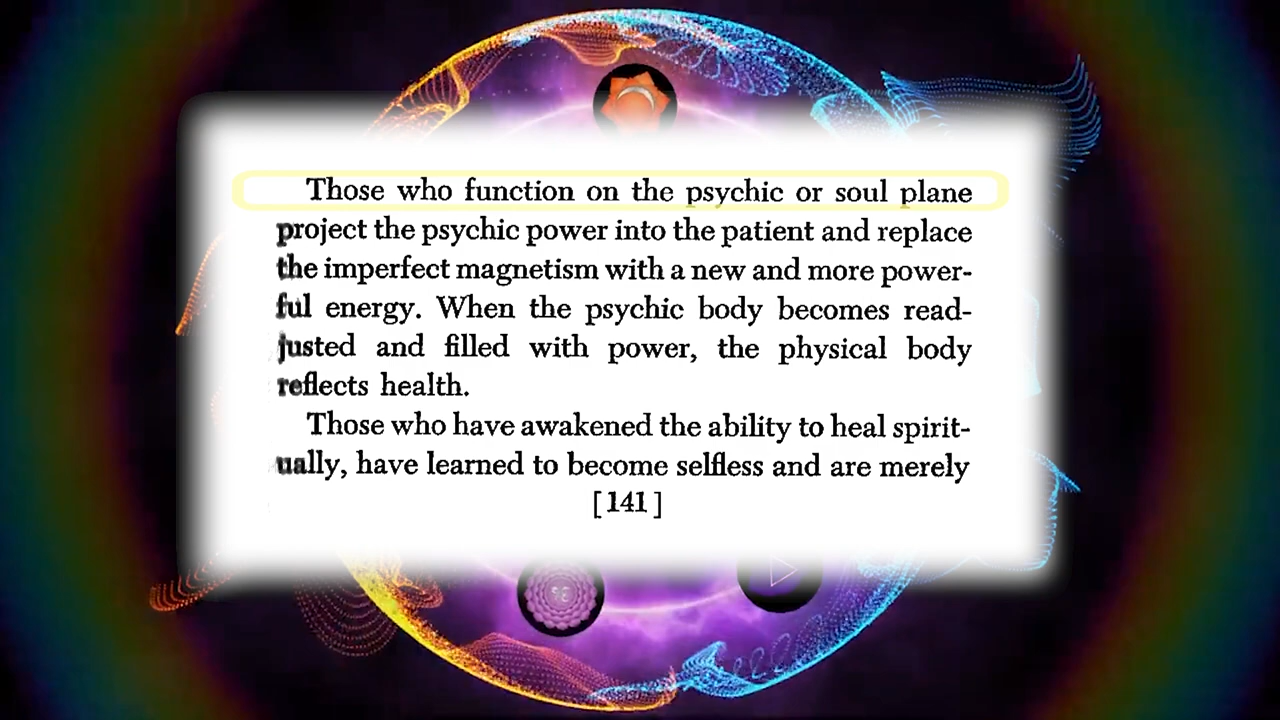 Those who function on the psychic or soul plane
project the psychic power into the patient and replace
the imperfect magnetism with a new and more power-
ful energy. When the psychic body becomes read-
justed and filled with power, the physical body
reflects health.
Those who have awakened the ability to heal spirit-
ually, have learned to become selfless and are merely
[141]